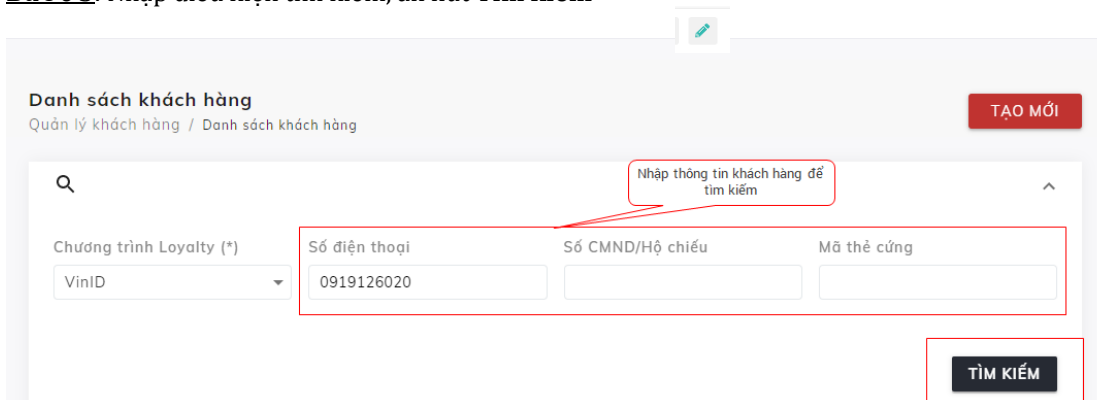 Danh sách khách hàng
TẠO MỚI
Quản lý khách hàng / Danh sách khách hàng
Nhập thông tin khách hàng để
tìm kiếm
Chương trình Loyalty (*)
Số điện thoại
Số CMND/Hộ chiếu
Mã thẻ cứng
VinID
0919126020
TÌM KIẾM